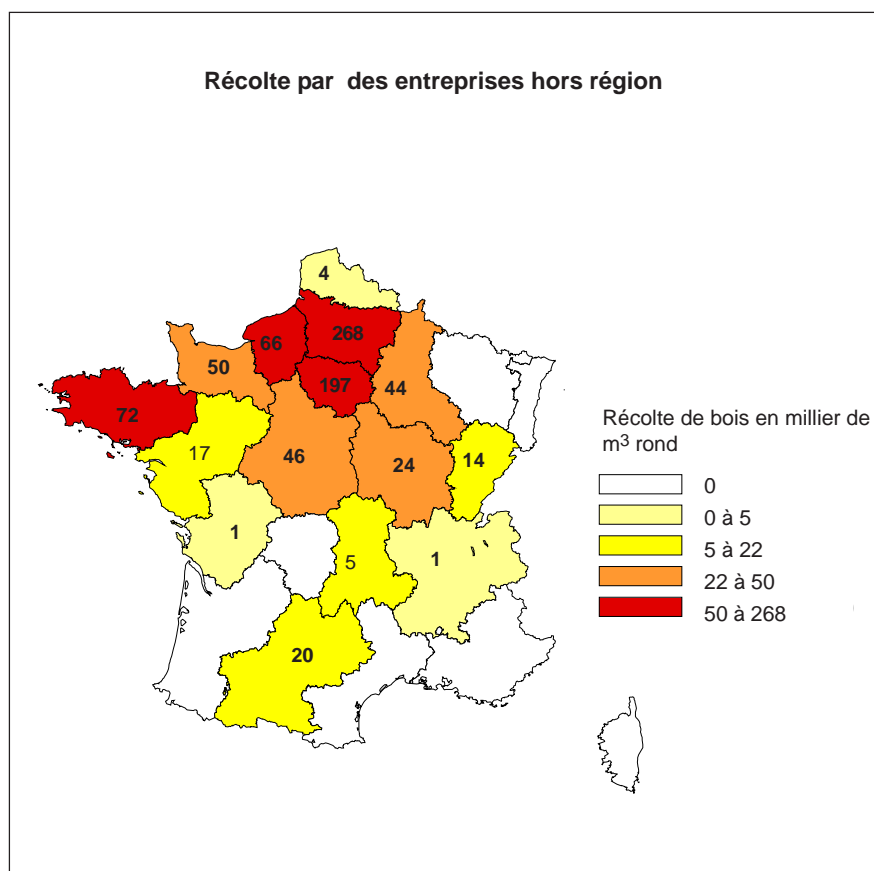 Récolte par des entreprises hors région
4
268
66
50
197
44
72
17
46
24
14
1
5
1
20
Récolte de bois en millier de
m³ rond
0
0 à 5
5 à 22
22 à 50
50 à 268